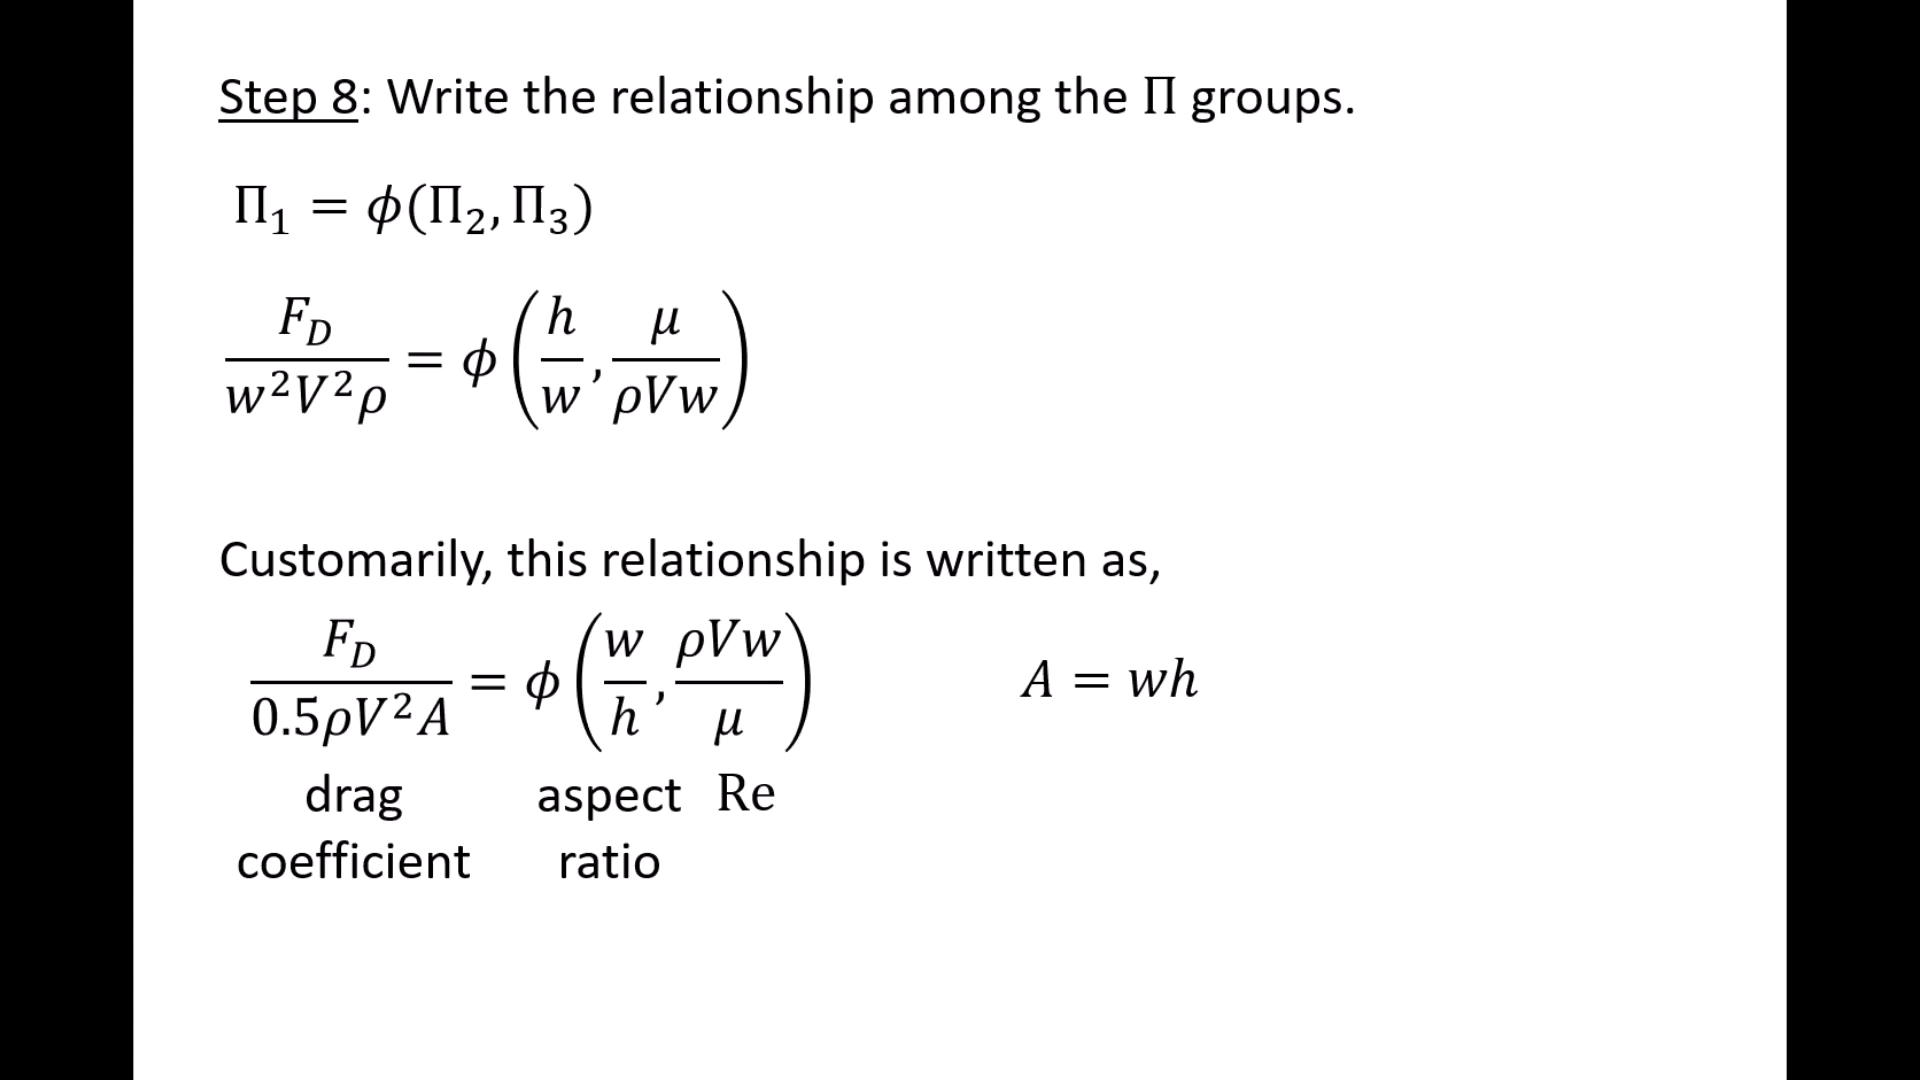 Step 8: Write the relationship among the Π groups.
Π₁ = ϕ(Π₂, Π₃)
F_D / (w²V²ρ) = ϕ(h/w, μ/(ρVw))
Customarily, this relationship is written as,
F_D / (0.5ρV²A) = ϕ(w/h, ρVw/μ) A = wh
drag aspect Re
coefficient ratio